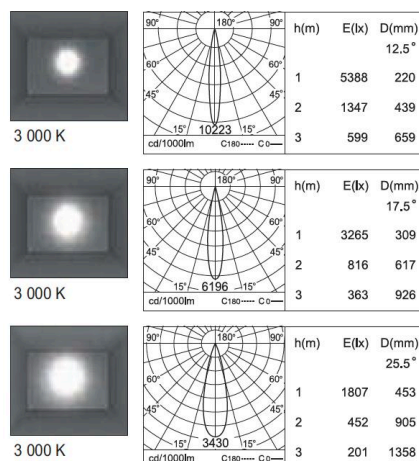 180°
90°
90°
60°
60°
45°
45°
15°
15°
10223
cd/1000lm C180----- C0——
h(m) E(lx) D(mm)
12.5°
1 5388 220
2 1347 439
3 599 659
3 000 K
180°
90°
90°
60°
60°
45°
45°
15°
15°
6196
cd/1000lm C180----- C0——
h(m) E(lx) D(mm)
17.5°
1 3265 309
2 816 617
3 363 926
3 000 K
180°
90°
90°
60°
60°
45°
45°
15°
15°
3430
cd/1000lm C180----- C0——
h(m) E(lx) D(mm)
25.5°
1 1807 453
2 452 905
3 201 1358
3 000 K